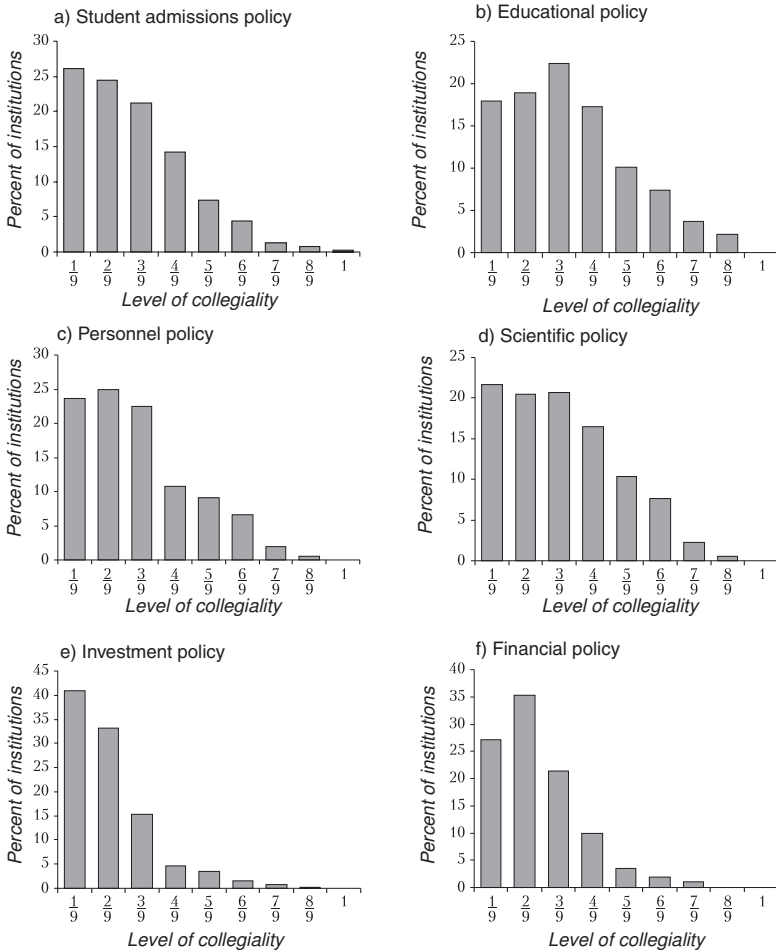 a) Student admissions policy
Percent of institutions
30
25
20
15
10
5
0
1/9 2/9 3/9 4/9 5/9 6/9 7/9 8/9 1
Level of collegiality
b) Educational policy
Percent of institutions
25
20
15
10
5
0
1/9 2/9 3/9 4/9 5/9 6/9 7/9 8/9 1
Level of collegiality
c) Personnel policy
Percent of institutions
30
25
20
15
10
5
0
1/9 2/9 3/9 4/9 5/9 6/9 7/9 8/9 1
Level of collegiality
d) Scientific policy
Percent of institutions
25
20
15
10
5
0
1/9 2/9 3/9 4/9 5/9 6/9 7/9 8/9 1
Level of collegiality
e) Investment policy
Percent of institutions
45
40
35
30
25
20
15
10
5
0
1/9 2/9 3/9 4/9 5/9 6/9 7/9 8/9 1
Level of collegiality
f) Financial policy
Percent of institutions
40
35
30
25
20
15
10
5
0
1/9 2/9 3/9 4/9 5/9 6/9 7/9 8/9 1
Level of collegiality